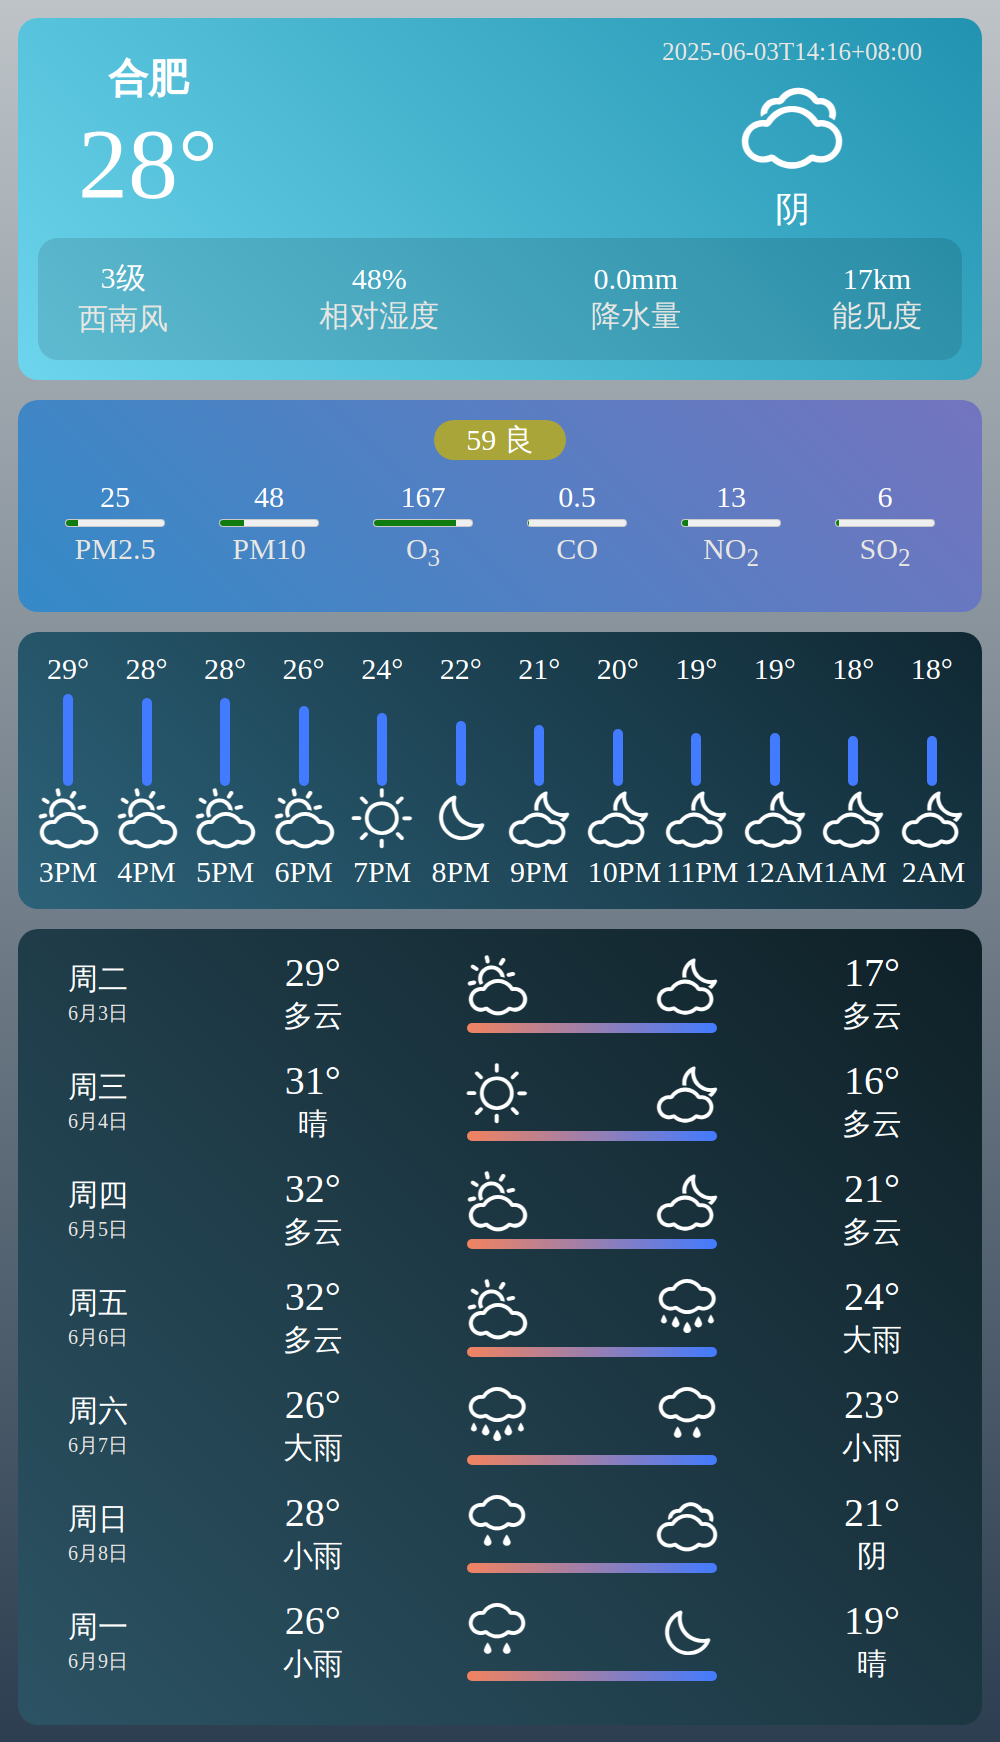 合肥
2025-06-03T14:16+08:00
28°
阴
3级 48% 0.0mm 17km
西南风 相对湿度 降水量 能见度
59 良
25 48 167 0.5 13 6
PM2.5 PM10 O3 CO NO2 SO2
29° 28° 28° 26° 24° 22° 21° 20° 19° 19° 18° 18°
3PM 4PM 5PM 6PM 7PM 8PM 9PM 10PM 11PM 12AM 1AM 2AM
周二 29° 17°
6月3日 多云 多云
周三 31° 16°
6月4日 晴 多云
周四 32° 21°
6月5日 多云 多云
周五 32° 24°
6月6日 多云 大雨
周六 26° 23°
6月7日 大雨 小雨
周日 28° 21°
6月8日 小雨 阴
周一 26° 19°
6月9日 小雨 晴